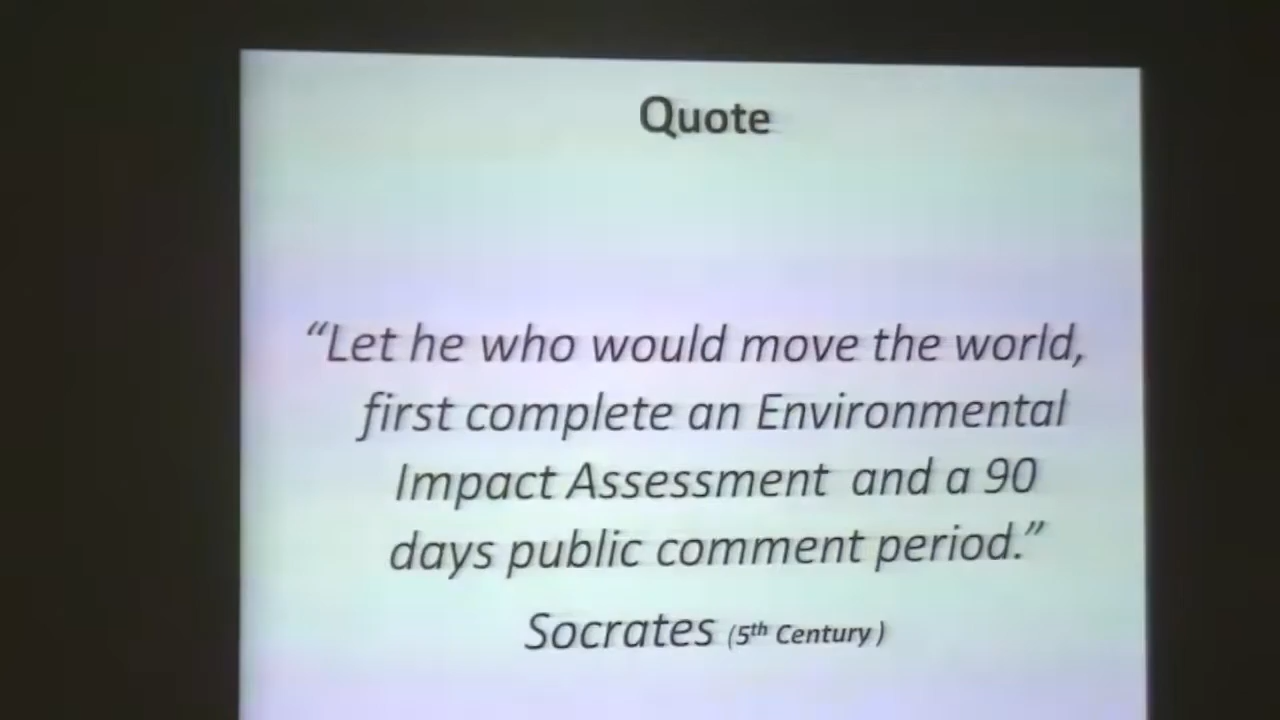 Quote
“Let he who would move the world,
first complete an Environmental
Impact Assessment and a 90
days public comment period.”
Socrates (5th Century)